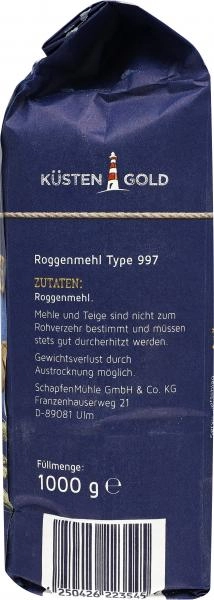 KÜSTEN GOLD
Roggenmehl Type 997
ZUTATEN:
Roggenmehl.
Mehle und Teige sind nicht zum
Rohverzehr bestimmt und müssen
stets gut durcherhitzt werden.
Gewichtsverlust durch
Austrocknung möglich.
SchapfenMühle GmbH & Co. KG
Franzenhauserweg 21
D-89081 Ulm
Füllmenge:
1000 g ℮
4 250426 223545